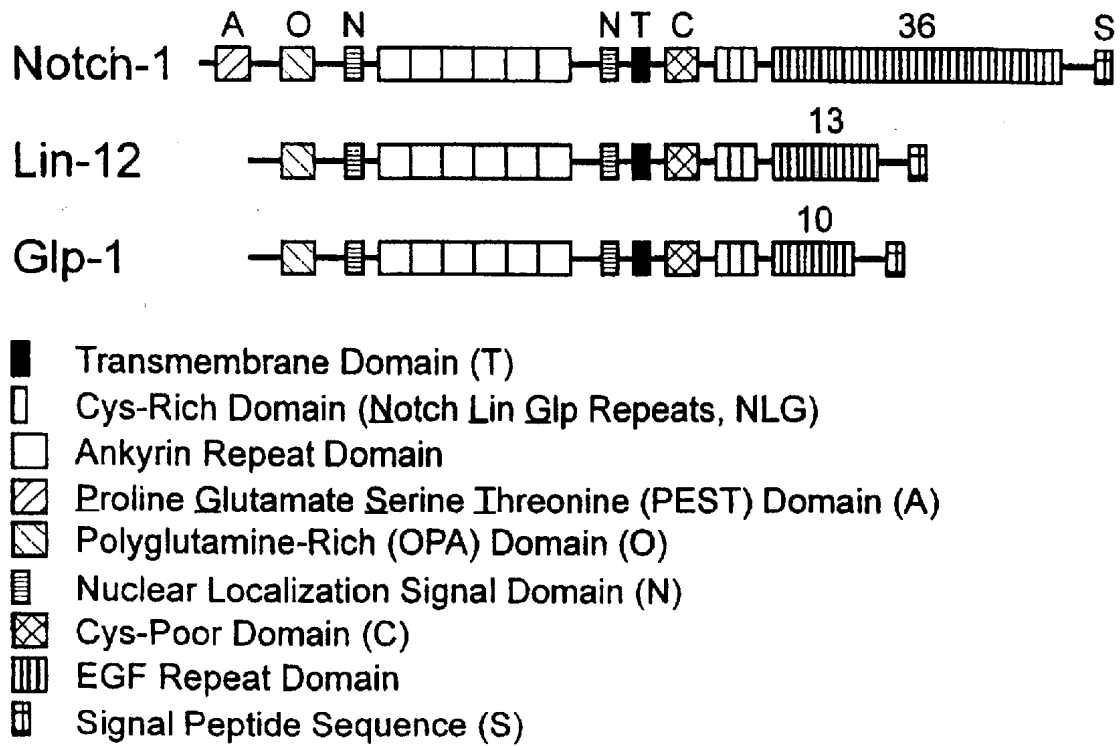 A O N N T C 36 S
Notch-1
13
Lin-12
10
Glp-1
Transmembrane Domain (T)
Cys-Rich Domain (Notch Lin Glp Repeats, NLG)
Ankyrin Repeat Domain
Proline Glutamate Serine Threonine (PEST) Domain (A)
Polyglutamine-Rich (OPA) Domain (O)
Nuclear Localization Signal Domain (N)
Cys-Poor Domain (C)
EGF Repeat Domain
Signal Peptide Sequence (S)